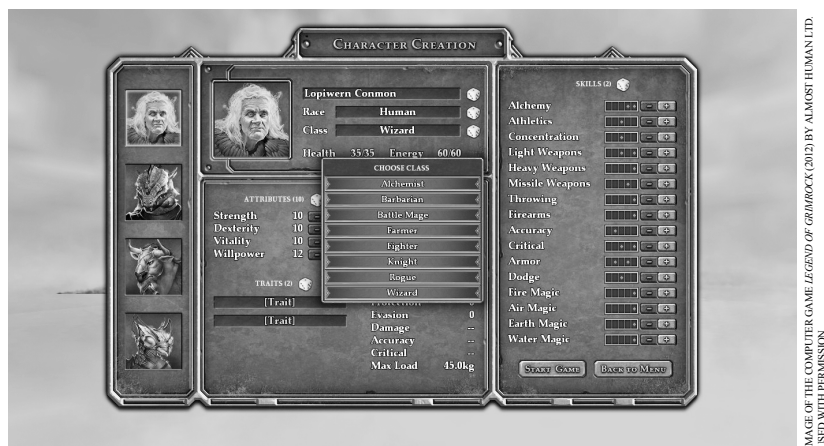 CHARACTER CREATION
Lopiwern Conmon
Race Human
Class Wizard
Health 35/35 Energy 60/60
CHOOSE CLASS
Alchemist
Barbarian
Battle Mage
Farmer
Fighter
Knight
Rogue
Wizard
ATTRIBUTES (10)
Strength 10
Dexterity 10
Vitality 10
Willpower 12
TRAITS (2)
[Trait]
[Trait]
Protection 0
Evasion 0
Damage --
Accuracy --
Critical --
Max Load 45.0kg
SKILLS (2)
Alchemy
Athletics
Concentration
Light Weapons
Heavy Weapons
Missile Weapons
Throwing
Firearms
Accuracy
Critical
Armor
Dodge
Fire Magic
Air Magic
Earth Magic
Water Magic
START GAME BACK TO MENU
IMAGE OF THE COMPUTER GAME LEGEND OF GRIMROCK (2012) BY ALMOST HUMAN LTD.
USED WITH PERMISSION